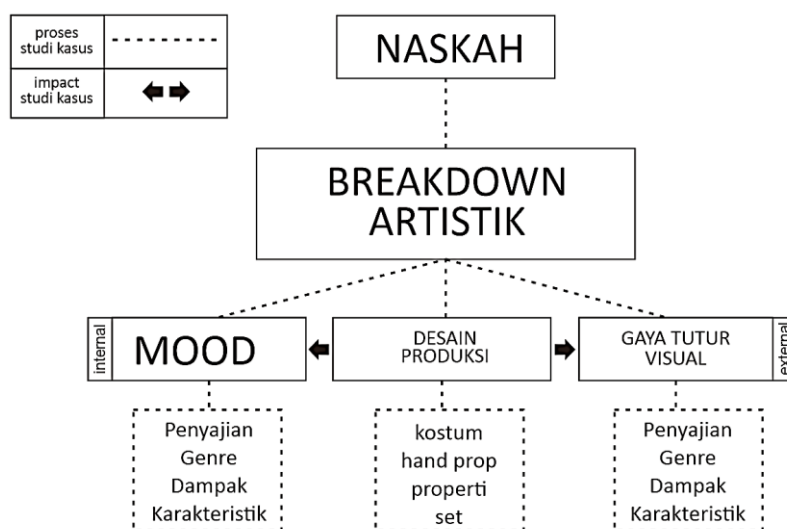 proses
studi kasus
impact
studi kasus
NASKAH
BREAKDOWN
ARTISTIK
internal
MOOD
DESAIN
PRODUKSI
GAYA TUTUR
VISUAL
external
Penyajian
Genre
Dampak
Karakteristik
kostum
hand prop
properti
set
Penyajian
Genre
Dampak
Karakteristik